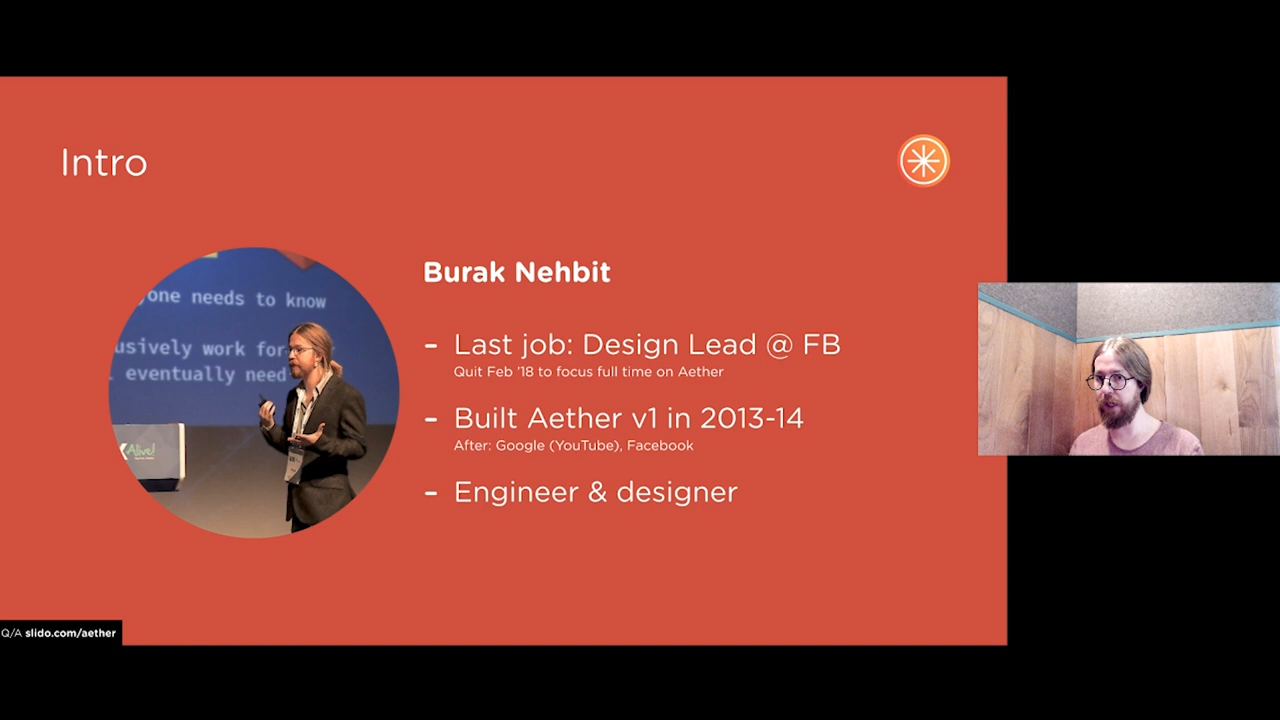 Intro
yone needs to know
usively work for
eventually need
Alive!
Burak Nehbit
- Last job: Design Lead @ FB
Quit Feb '18 to focus full time on Aether
- Built Aether v1 in 2013-14
After: Google (YouTube), Facebook
- Engineer & designer
Q/A slido.com/aether